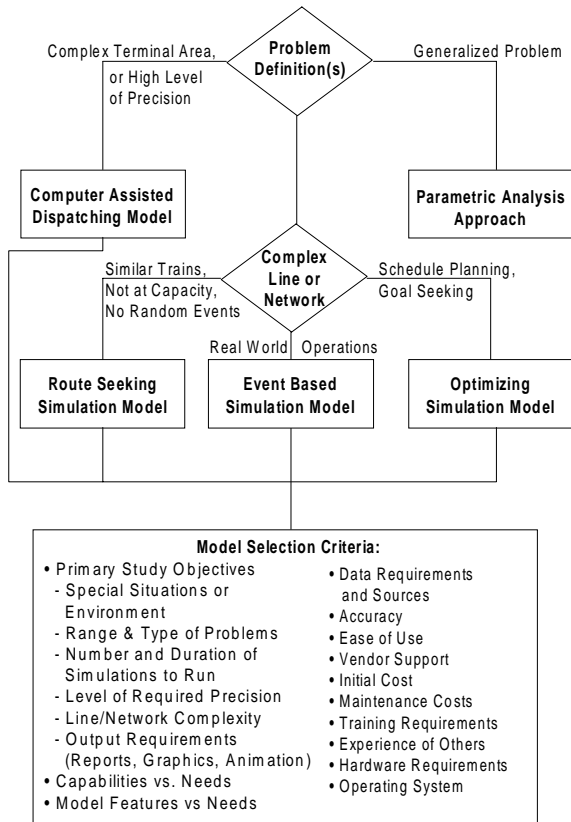 Problem
Definition(s)
Complex Terminal Area,
or High Level
of Precision
Generalized Problem
Computer Assisted
Dispatching Model
Parametric Analysis
Approach
Complex
Line or
Network
Similar Trains,
Not at Capacity,
No Random Events
Schedule Planning,
Goal Seeking
Real World Operations
Route Seeking
Simulation Model
Event Based
Simulation Model
Optimizing
Simulation Model
Model Selection Criteria:
• Primary Study Objectives
- Special Situations or
Environment
- Range & Type of Problems
- Number and Duration of
Simulations to Run
- Level of Required Precision
- Line/Network Complexity
- Output Requirements
(Reports, Graphics, Animation)
• Capabilities vs. Needs
• Model Features vs Needs
• Data Requirements
and Sources
• Accuracy
• Ease of Use
• Vendor Support
• Initial Cost
• Maintenance Costs
• Training Requirements
• Experience of Others
• Hardware Requirements
• Operating System